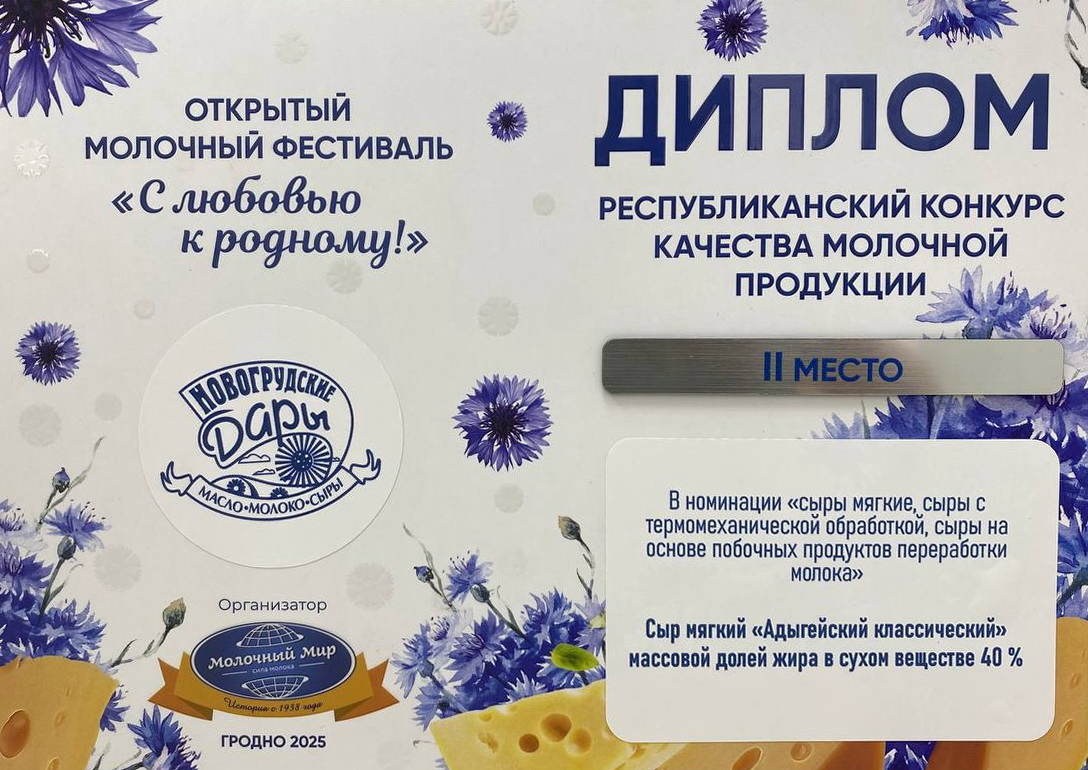 ОТКРЫТЫЙ
МОЛОЧНЫЙ ФЕСТИВАЛЬ
«С любовью
к родному!»
НОВОГРУДСКИЕ
Дары
МАСЛО•МОЛОКО•СЫРЫ
Организатор
Молочный Мир
СИЛА МОЛОКА
История с 1938 года
ГРОДНО 2025
ДИПЛОМ
РЕСПУБЛИКАНСКИЙ КОНКУРС
КАЧЕСТВА МОЛОЧНОЙ
ПРОДУКЦИИ
II МЕСТО
В номинации «сыры мягкие, сыры с
термомеханической обработкой, сыры на
основе побочных продуктов переработки
молока»
Сыр мягкий «Адыгейский классический»
массовой долей жира в сухом веществе 40 %